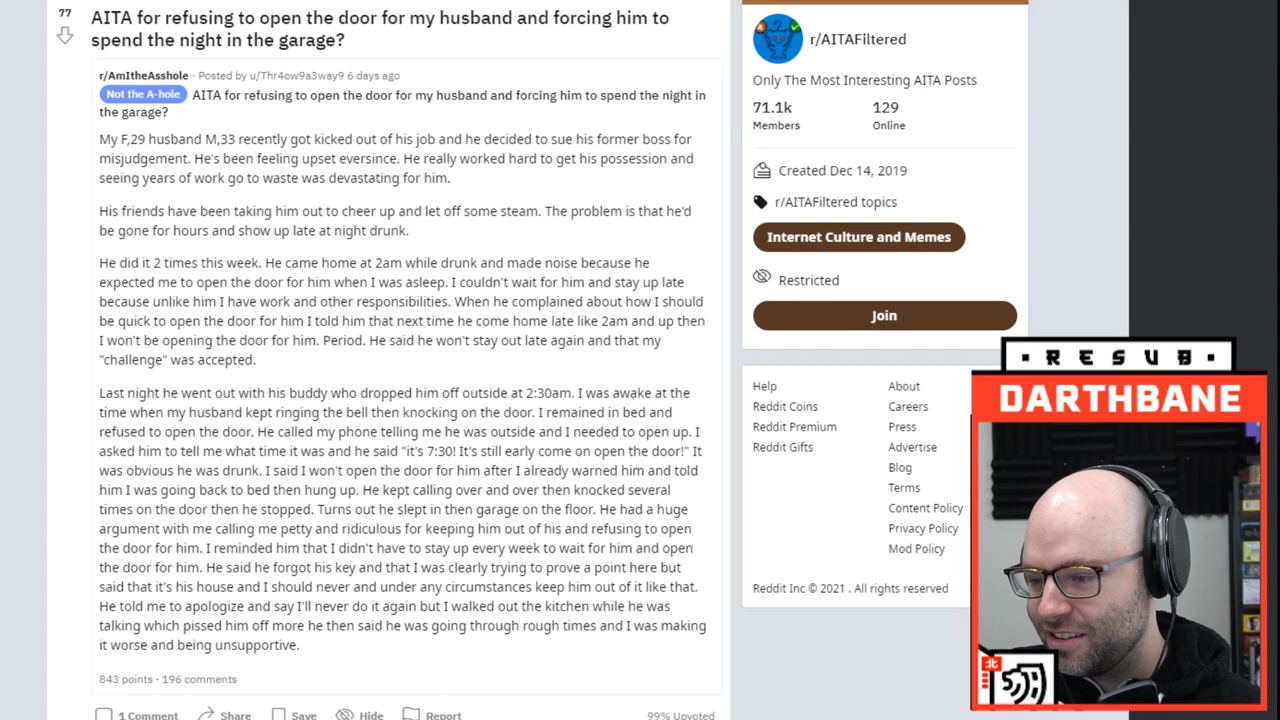 77
AITA for refusing to open the door for my husband and forcing him to
spend the night in the garage?
r/AmItheAsshole · Posted by u/Thr4ow9a3way9 6 days ago
Not the A-hole AITA for refusing to open the door for my husband and forcing him to spend the night in
the garage?
My F,29 husband M,33 recently got kicked out of his job and he decided to sue his former boss for
misjudgement. He's been feeling upset eversince. He really worked hard to get his possession and
seeing years of work go to waste was devastating for him.
His friends have been taking him out to cheer up and let off some steam. The problem is that he'd
be gone for hours and show up late at night drunk.
He did it 2 times this week. He came home at 2am while drunk and made noise because he
expected me to open the door for him when I was asleep. I couldn't wait for him and stay up late
because unlike him I have work and other responsibilities. When he complained about how I should
be quick to open the door for him I told him that next time he come home late like 2am and up then
I won't be opening the door for him. Period. He said he won't stay out late again and that my
"challenge" was accepted.
Last night he went out with his buddy who dropped him off outside at 2:30am. I was awake at the
time when my husband kept ringing the bell then knocking on the door. I remained in bed and
refused to open the door. He called my phone telling me he was outside and I needed to open up. I
asked him to tell me what time it was and he said "it's 7:30! It's still early come on open the door!" It
was obvious he was drunk. I said I won't open the door for him after I already warned him and told
him I was going back to bed then hung up. He kept calling over and over then knocked several
times on the door then he stopped. Turns out he slept in then garage on the floor. He had a huge
argument with me calling me petty and ridiculous for keeping him out of his and refusing to open
the door for him. I reminded him that I didn't have to stay up every week to wait for him and open
the door for him. He said he forgot his key and that I was clearly trying to prove a point here but
said that it's his house and I should never and under any circumstances keep him out of it like that.
He told me to apologize and say I'll never do it again but I walked out the kitchen while he was
talking which pissed him off more he then said he was going through rough times and I was making
it worse and being unsupportive.
843 points · 196 comments
1 Comment Share Save Hide Report 99% Upvoted
r/AITAFiltered
Only The Most Interesting AITA Posts
71.1k 129
Members Online
Created Dec 14, 2019
r/AITAFiltered topics
Internet Culture and Memes
Restricted
Join
Help About
Reddit Coins Careers
Reddit Premium Press
Reddit Gifts Advertise
Blog
Terms
Content Policy
Privacy Policy
Mod Policy
Reddit Inc © 2021 . All rights reserved
· RESUB ·
DARTHBANE
北